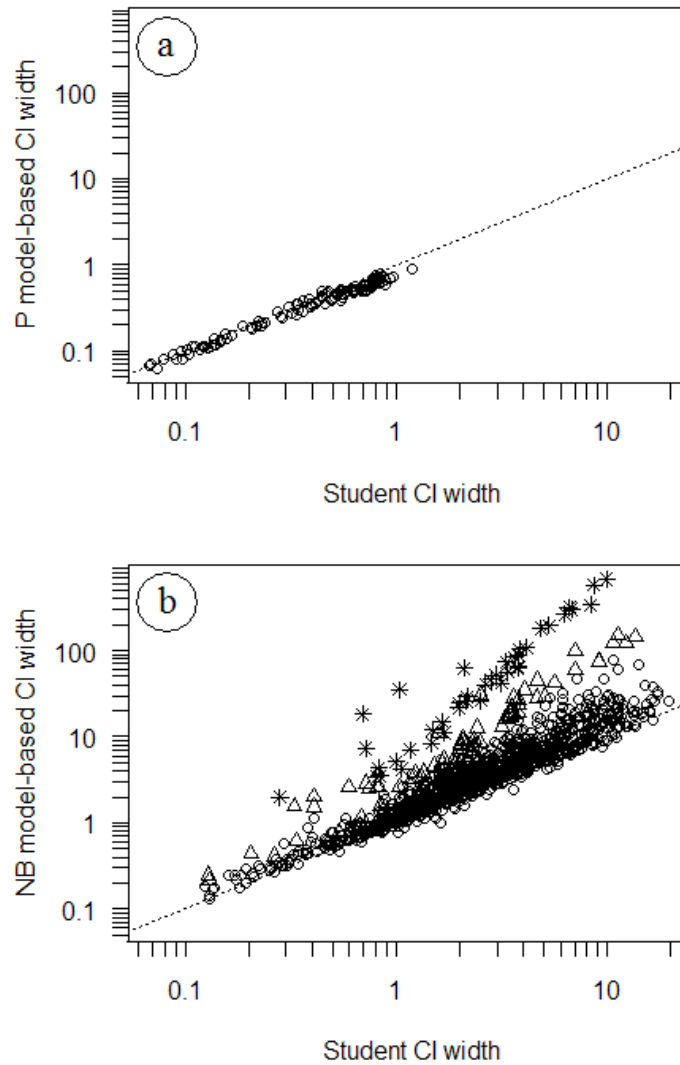 a
P model-based CI width
100
10
1
0.1
0.1 1 10
Student CI width
b
NB model-based CI width
100
10
1
0.1
0.1 1 10
Student CI width